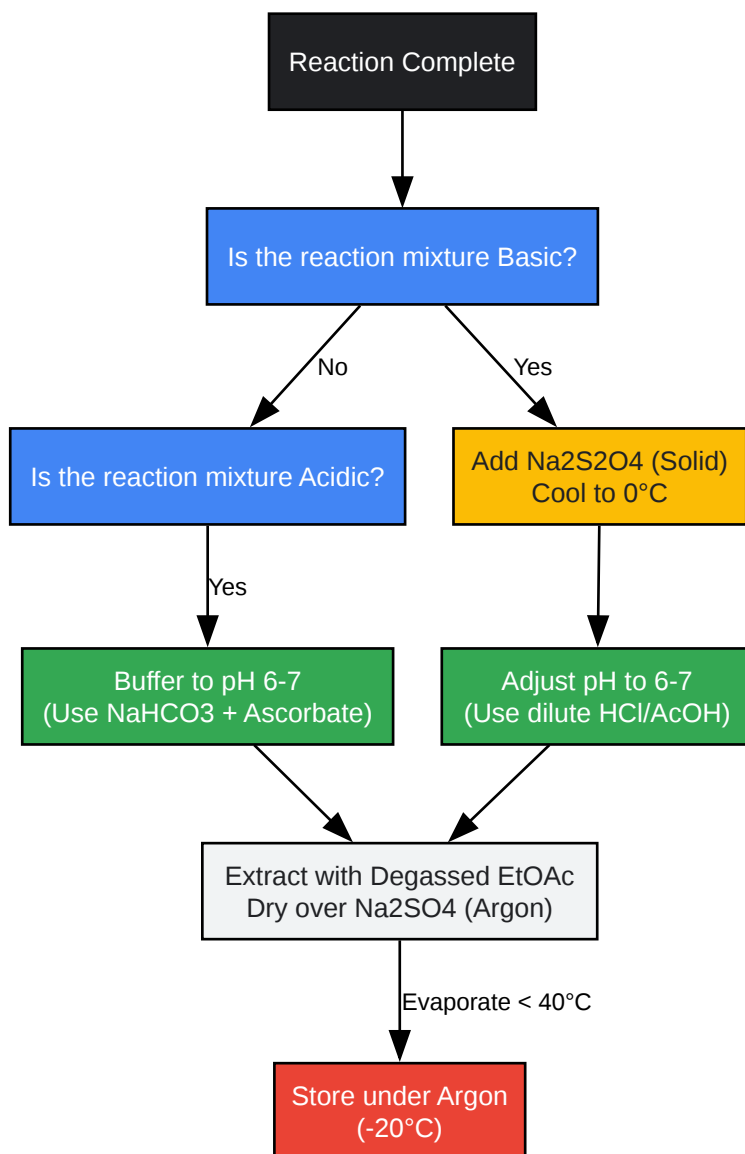 Reaction Complete
Is the reaction mixture Basic?
No
Yes
Is the reaction mixture Acidic?
Add Na2S2O4 (Solid)
Cool to 0°C
Yes
Buffer to pH 6-7
(Use NaHCO3 + Ascorbate)
Adjust pH to 6-7
(Use dilute HCl/AcOH)
Extract with Degassed EtOAc
Dry over Na2SO4 (Argon)
Evaporate < 40°C
Store under Argon
(-20°C)